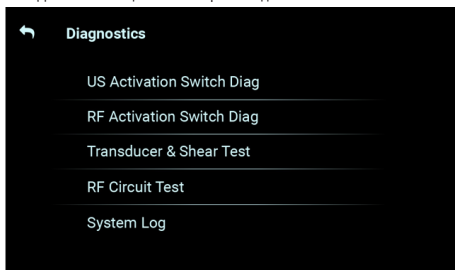 Diagnostics
US Activation Switch Diag
RF Activation Switch Diag
Transducer & Shear Test
RF Circuit Test
System Log